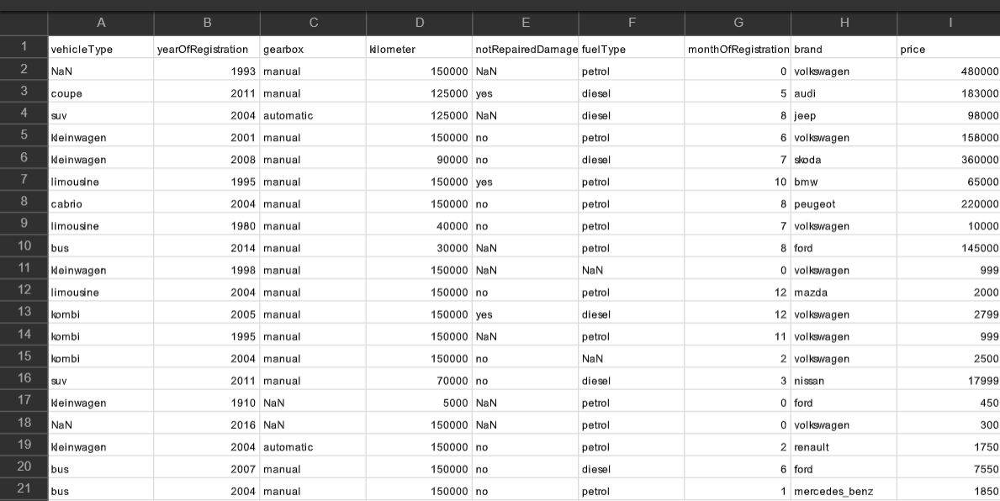 A B C D E F G H I
1 vehicleType yearOfRegistration gearbox kilometer notRepairedDamage fuelType monthOfRegistration brand price
2 NaN 1993 manual 150000 NaN petrol 0 volkswagen 480000
3 coupe 2011 manual 125000 yes diesel 5 audi 183000
4 suv 2004 automatic 125000 NaN diesel 8 jeep 98000
5 kleinwagen 2001 manual 150000 no petrol 6 volkswagen 158000
6 kleinwagen 2008 manual 90000 no diesel 7 skoda 360000
7 limousine 1995 manual 150000 yes petrol 10 bmw 65000
8 cabrio 2004 manual 150000 no petrol 8 peugeot 220000
9 limousine 1980 manual 40000 no petrol 7 volkswagen 10000
10 bus 2014 manual 30000 NaN petrol 8 ford 145000
11 kleinwagen 1998 manual 150000 NaN NaN 0 volkswagen 999
12 limousine 2004 manual 150000 no petrol 12 mazda 2000
13 kombi 2005 manual 150000 yes diesel 12 volkswagen 2799
14 kombi 1995 manual 150000 NaN petrol 11 volkswagen 999
15 kombi 2004 manual 150000 no NaN 2 volkswagen 2500
16 suv 2011 manual 70000 no diesel 3 nissan 17999
17 kleinwagen 1910 NaN 5000 NaN petrol 0 ford 450
18 NaN 2016 NaN 150000 NaN petrol 0 volkswagen 300
19 kleinwagen 2004 automatic 150000 no petrol 2 renault 1750
20 bus 2007 manual 150000 no diesel 6 ford 7550
21 bus 2004 manual 150000 no petrol 1 mercedes_benz 1850